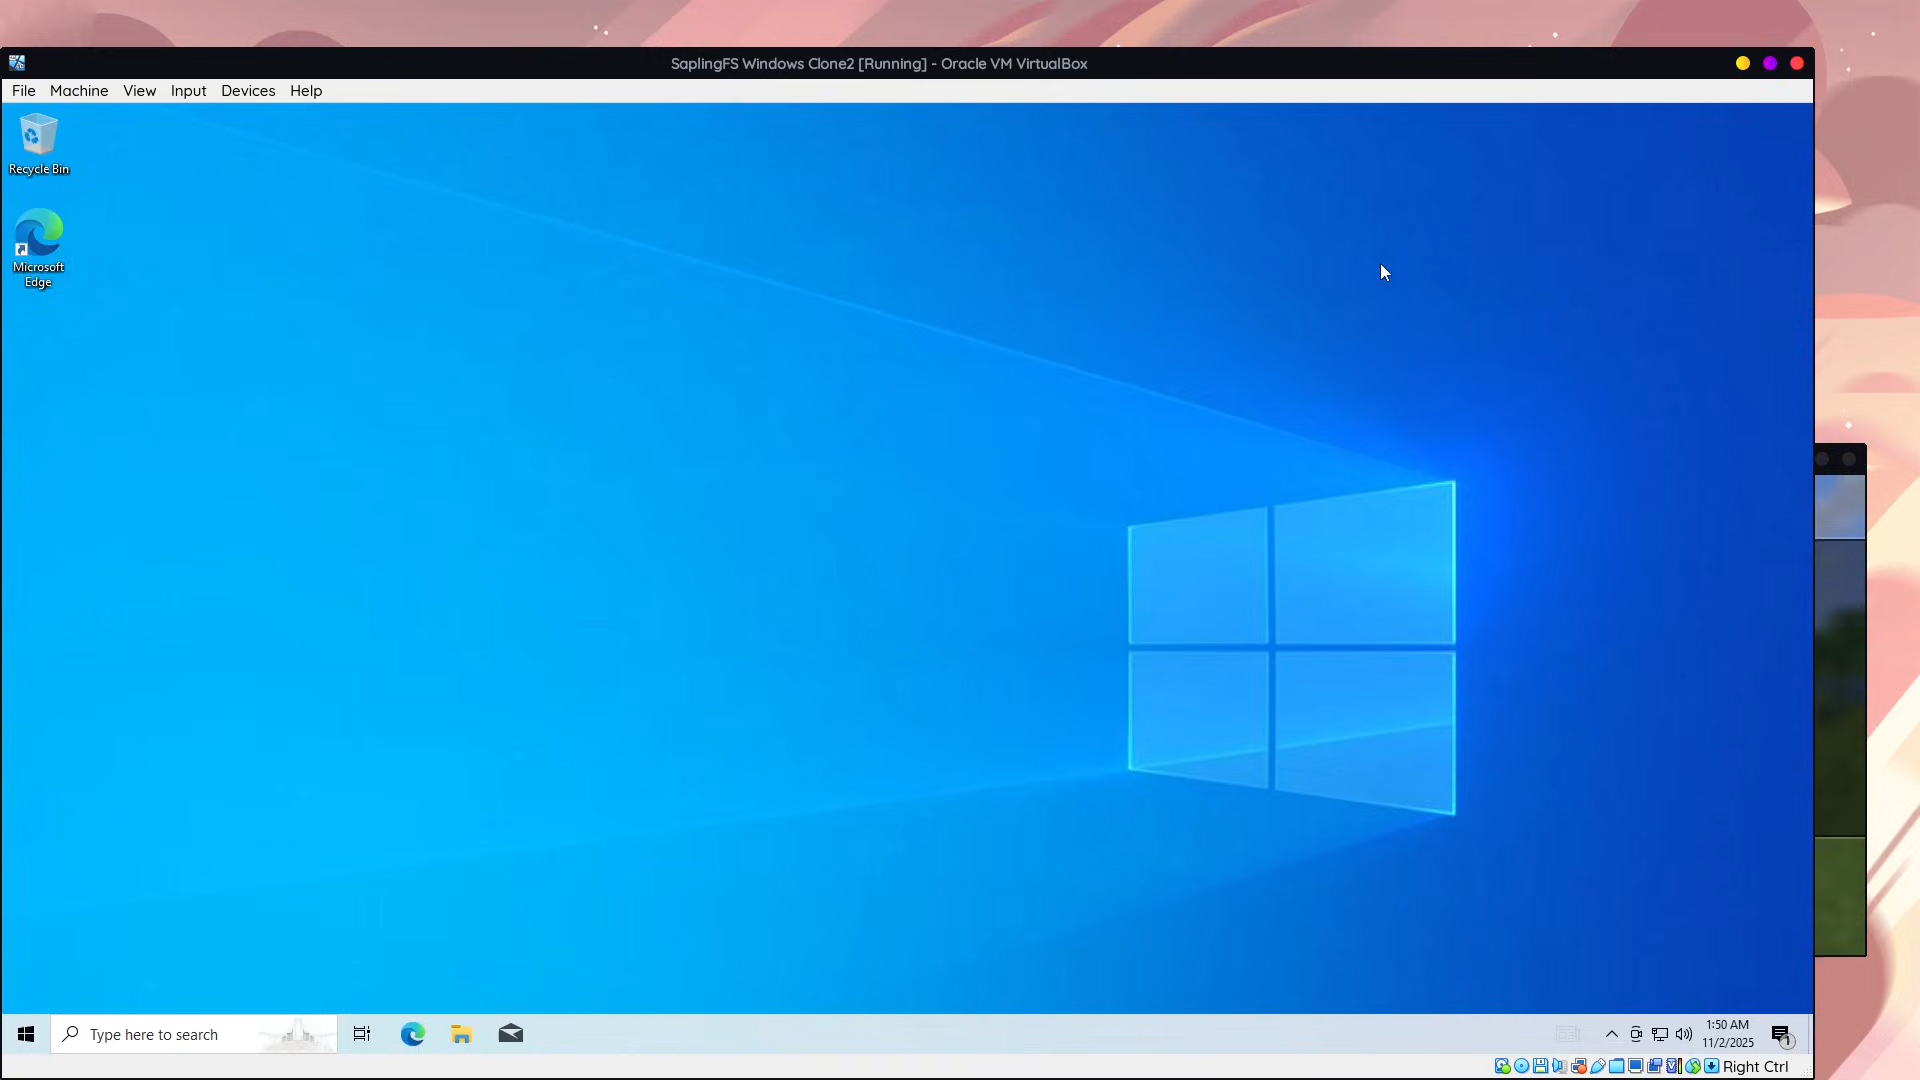 SaplingFS Windows Clone2 [Running] - Oracle VM VirtualBox
File Machine View Input Devices Help
Recycle Bin
Microsoft
Edge
Type here to search
1:50 AM
11/2/2025
1
Right Ctrl